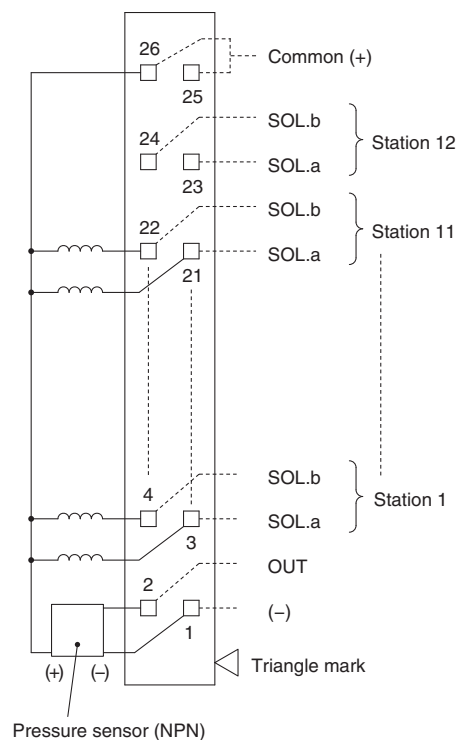 26
Common (+)
25
24
SOL.b
SOL.a
Station 12
23
22
SOL.b
SOL.a
Station 11
21
4
SOL.b
SOL.a
Station 1
3
2
OUT
(−)
1
(+)
(−)
Triangle mark
Pressure sensor (NPN)